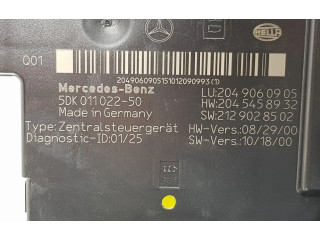 HELLA
001
2049060905151012090993(1)
Mercedes-Benz LU:204 906 09 05
5DK 011 022-50 HW:204 545 89 32
Made in Germany SW:212 902 85 02
Type:Zentralsteuergerät HW-Vers:08/29/00
Diagnostic-ID:01/25 SW-Vers:10/18/00